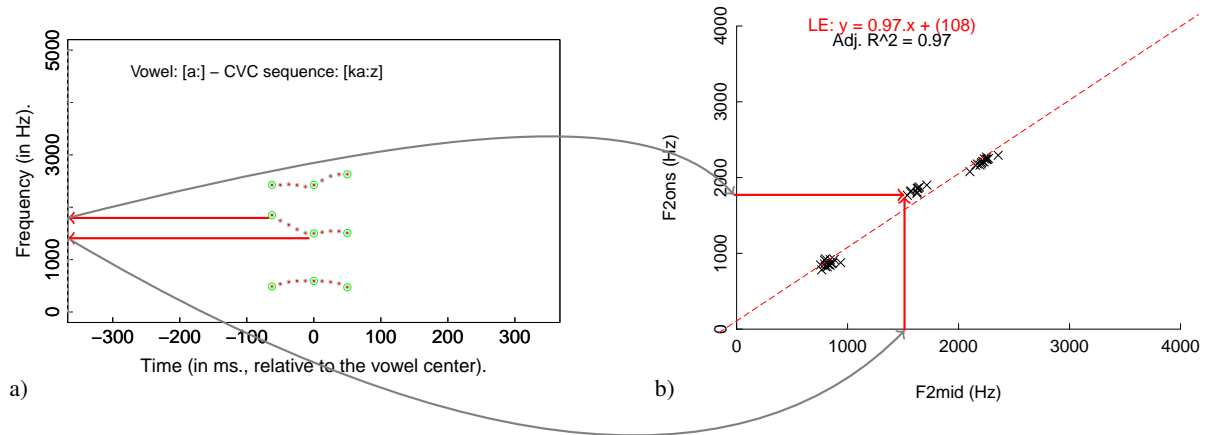 Vowel: [a:] − CVC sequence: [ka:z]
Frequency (in Hz).
0
1000
3000
5000
−300 −200 −100 0 100 200 300
Time (in ms., relative to the vowel center).
a)
LE: y = 0.97.x + (108)
Adj. R^2 = 0.97
F2ons (Hz)
0
1000
2000
3000
4000
0 1000 2000 3000 4000
F2mid (Hz)
b)